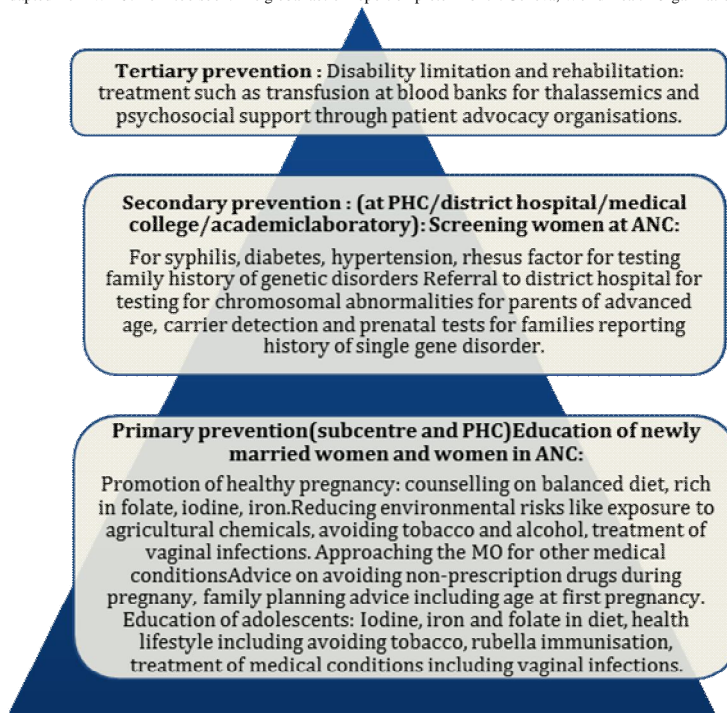 Tertiary prevention : Disability limitation and rehabilitation:
treatment such as transfusion at blood banks for thalassemics and
psychosocial support through patient advocacy organisations.
Secondary prevention : (at PHC/district hospital/medical
college/academiclaboratory): Screening women at ANC:
For syphilis, diabetes, hypertension, rhesus factor for testing
family history of genetic disorders Referral to district hospital for
testing for chromosomal abnormalities for parents of advanced
age, carrier detection and prenatal tests for families reporting
history of single gene disorder.
Primary prevention(subcentre and PHC)Education of newly
married women and women in ANC:
Promotion of healthy pregnancy: counselling on balanced diet, rich
in folate, iodine, iron.Reducing environmental risks like exposure to
agricultural chemicals, avoiding tobacco and alcohol, treatment of
vaginal infections. Approaching the MO for other medical
conditionsAdvice on avoiding non-prescription drugs during
pregnany, family planning advice including age at first pregnancy.
Education of adolescents: Iodine, iron and folate in diet, health
lifestyle including avoiding tobacco, rubella immunisation,
treatment of medical conditions including vaginal infections.